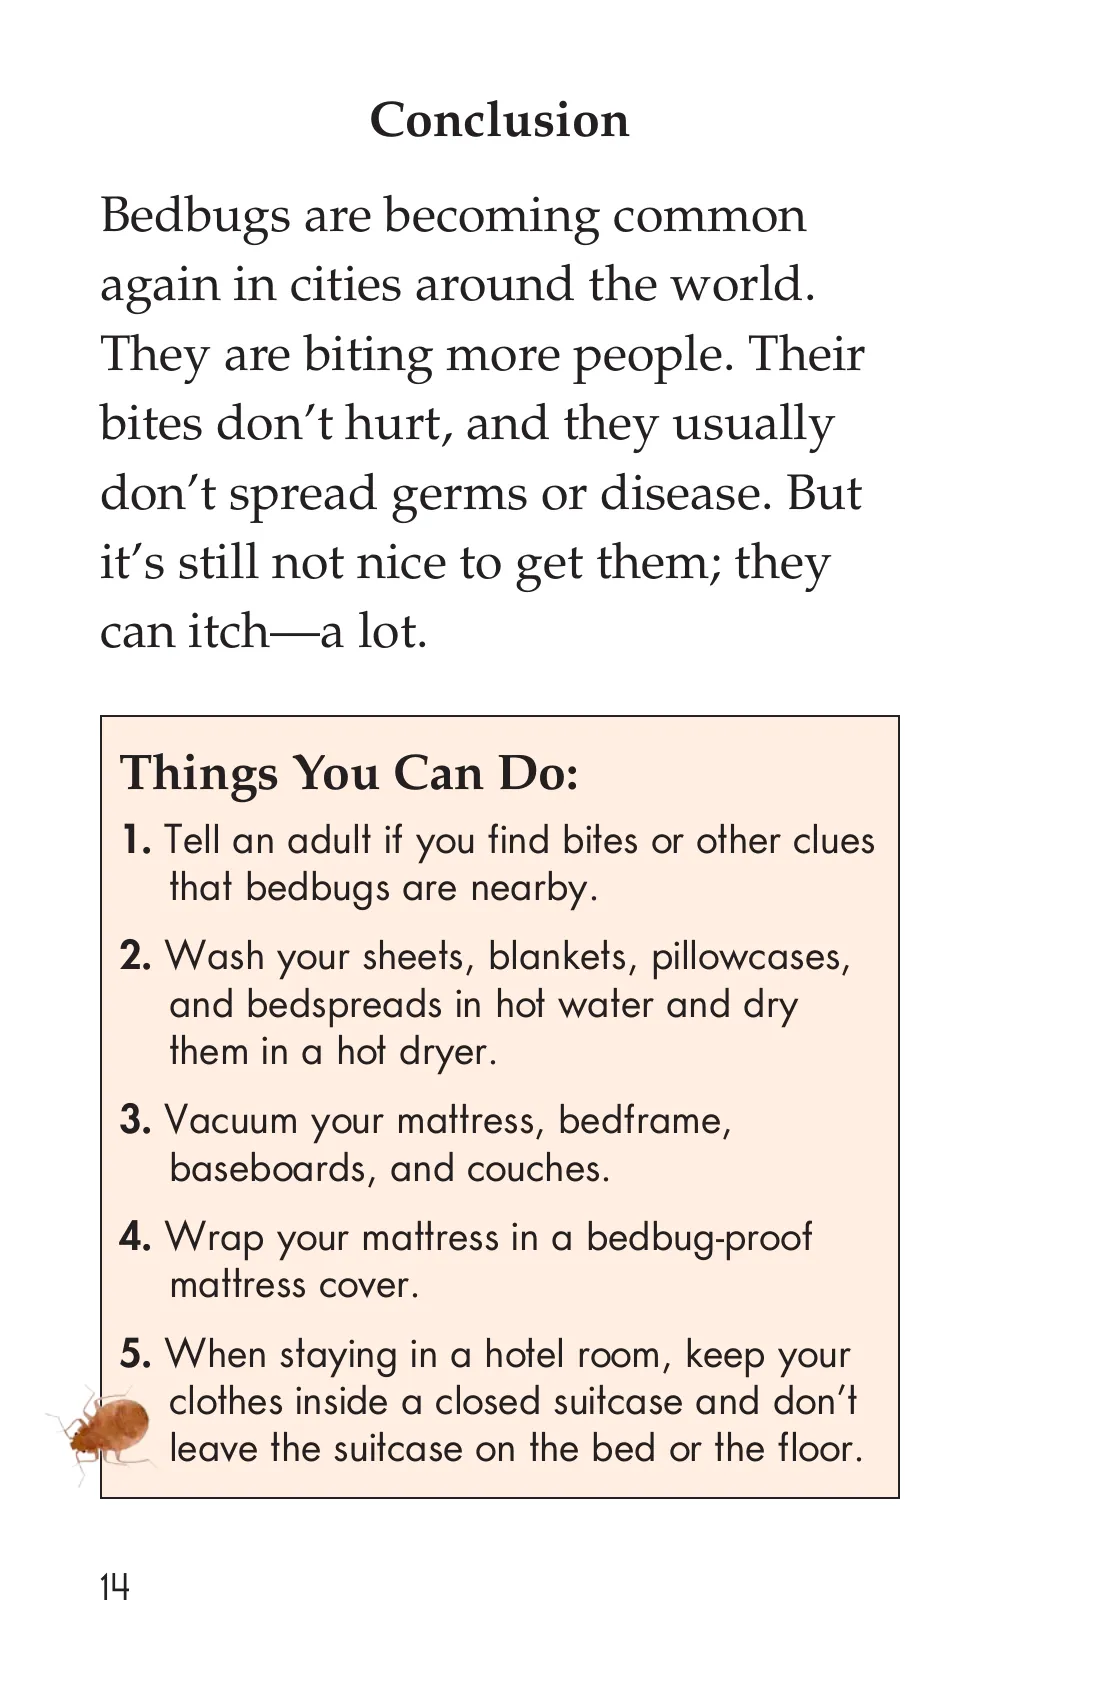 Conclusion
Bedbugs are becoming common
again in cities around the world.
They are biting more people. Their
bites don’t hurt, and they usually
don’t spread germs or disease. But
it’s still not nice to get them; they
can itch—a lot.
Things You Can Do:
1. Tell an adult if you find bites or other clues
that bedbugs are nearby.
2. Wash your sheets, blankets, pillowcases,
and bedspreads in hot water and dry
them in a hot dryer.
3. Vacuum your mattress, bedframe,
baseboards, and couches.
4. Wrap your mattress in a bedbug-proof
mattress cover.
5. When staying in a hotel room, keep your
clothes inside a closed suitcase and don’t
leave the suitcase on the bed or the floor.
14